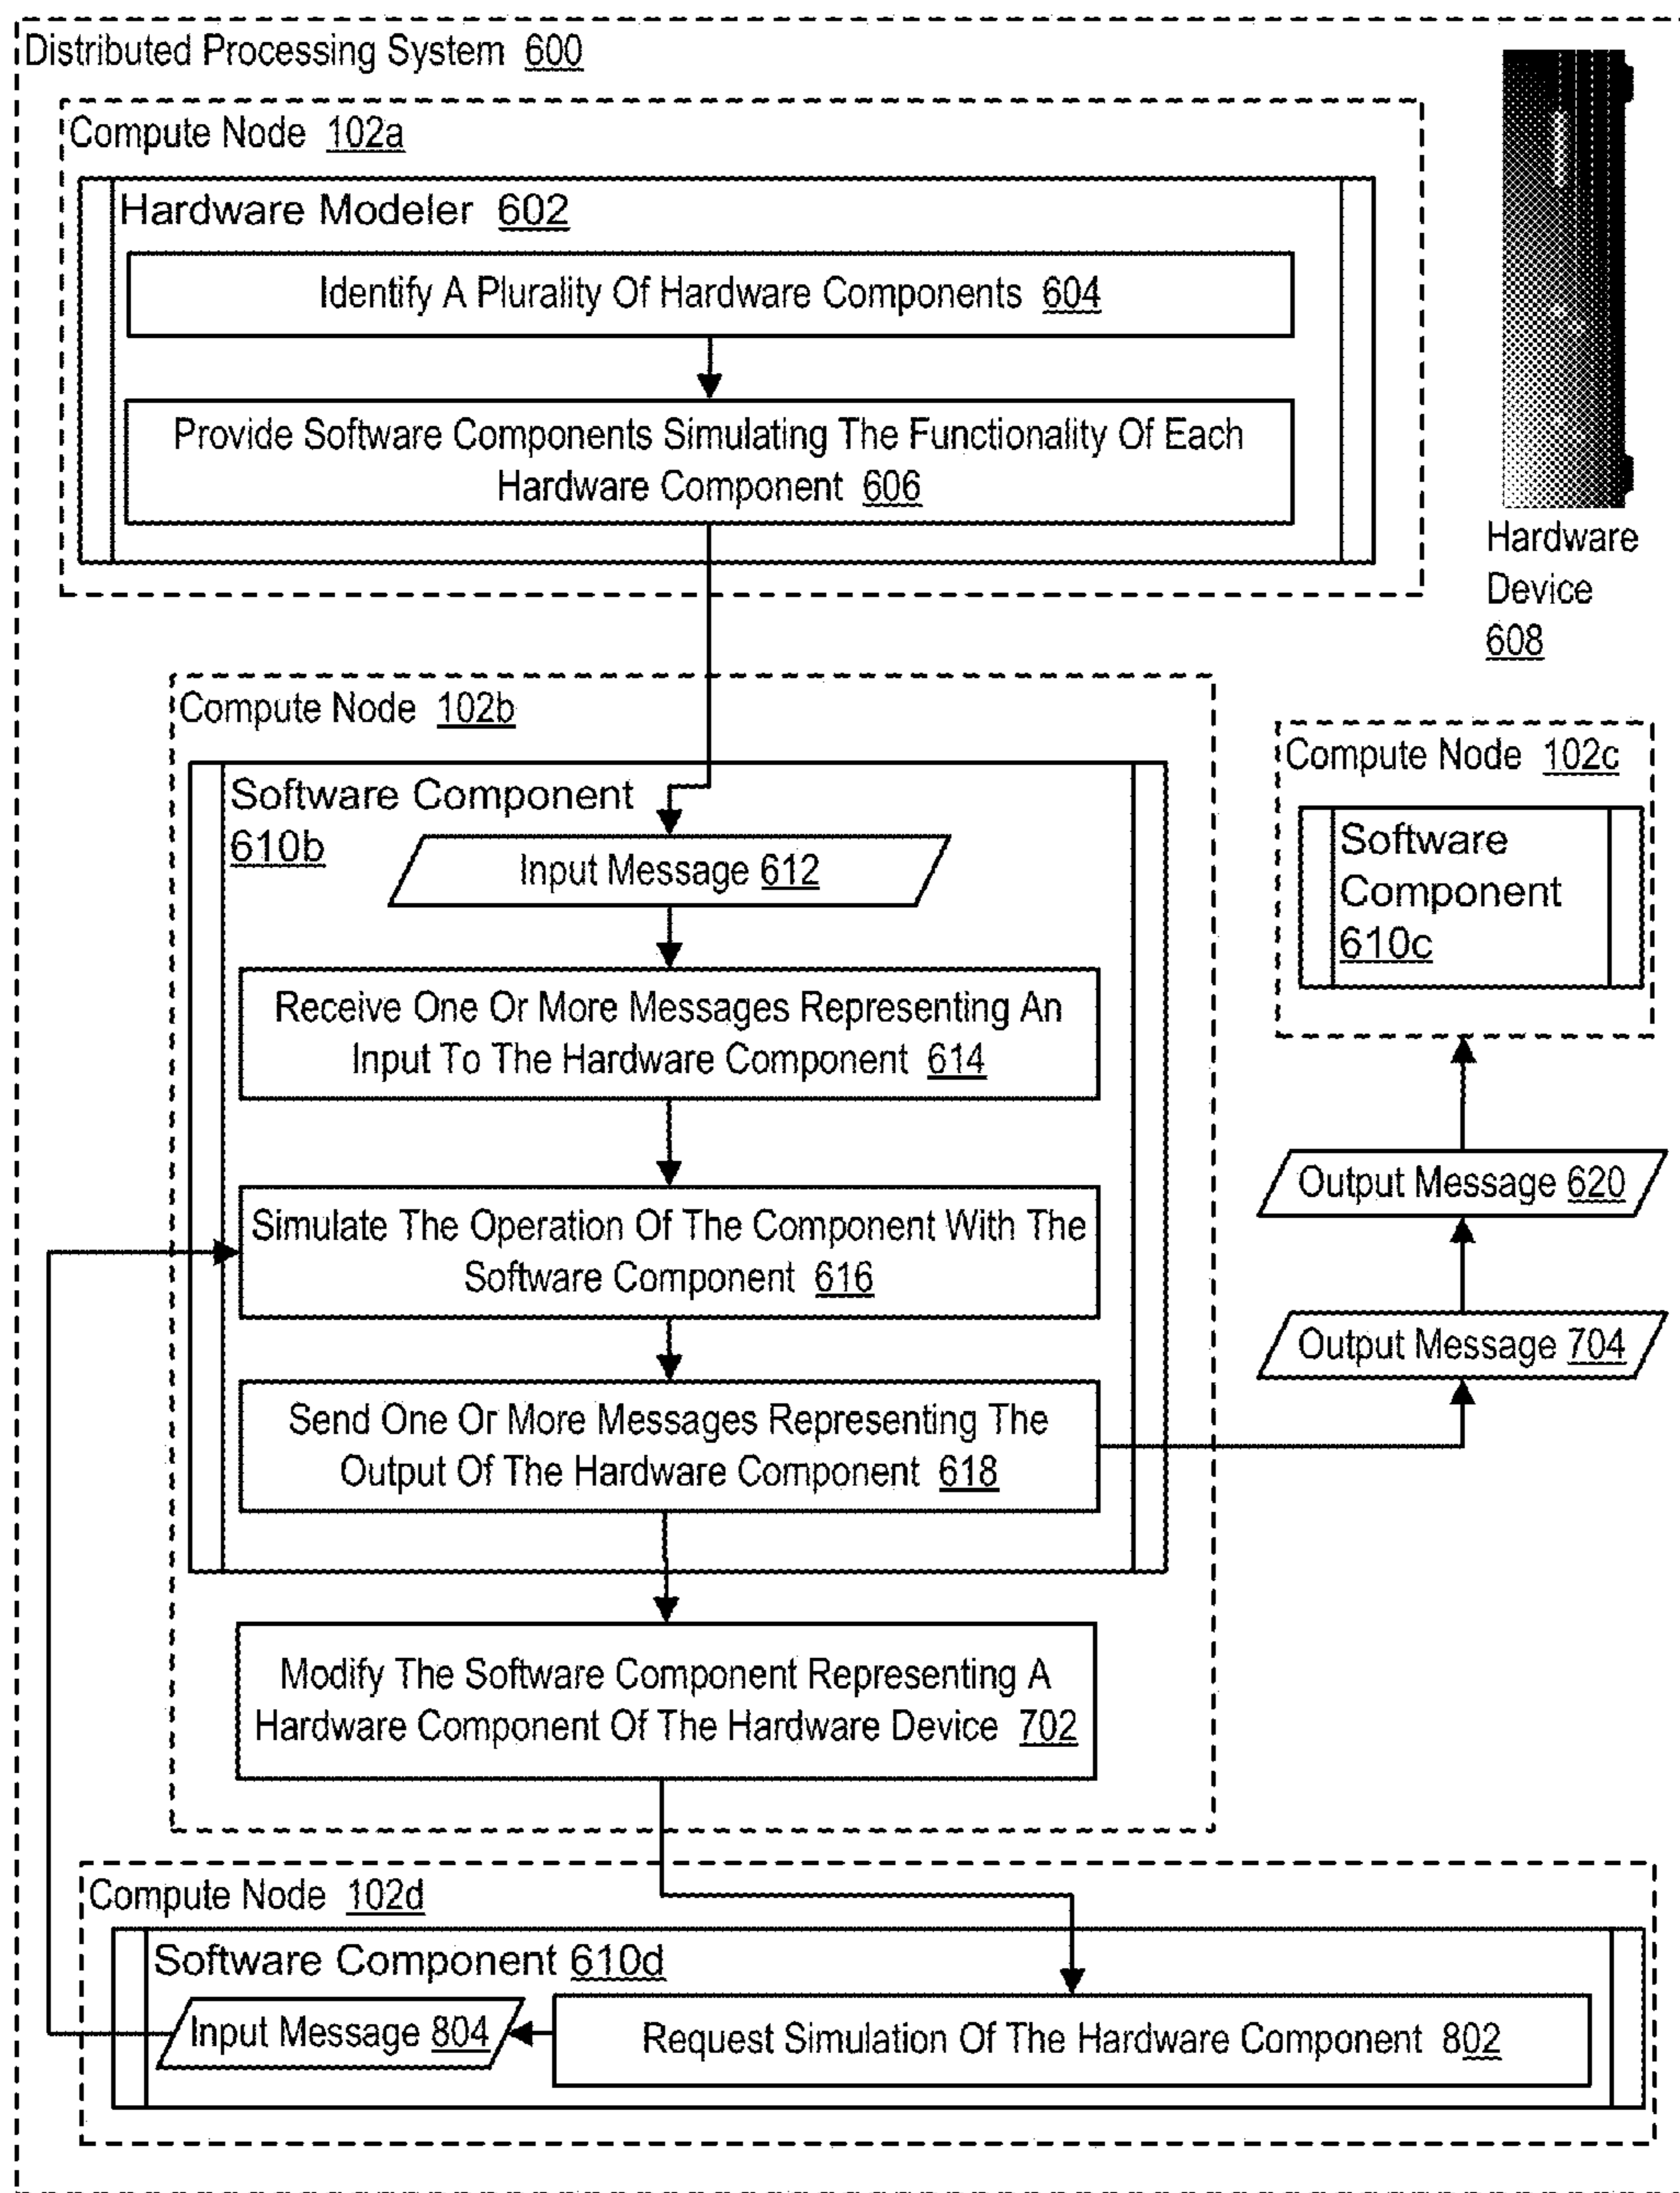 Distributed Processing System 600
Compute Node 102a
Hardware Modeler 602
Identify A Plurality Of Hardware Components 604
Provide Software Components Simulating The Functionality Of Each
Hardware Component 606
Hardware
Device
608
Compute Node 102b
Software Component
610b
Input Message 612
Receive One Or More Messages Representing An
Input To The Hardware Component 614
Simulate The Operation Of The Component With The
Software Component 616
Send One Or More Messages Representing The
Output Of The Hardware Component 618
Modify The Software Component Representing A
Hardware Component Of The Hardware Device 702
Compute Node 102c
Software
Component
610c
Output Message 620
Output Message 704
Compute Node 102d
Software Component 610d
Input Message 804
Request Simulation Of The Hardware Component 802